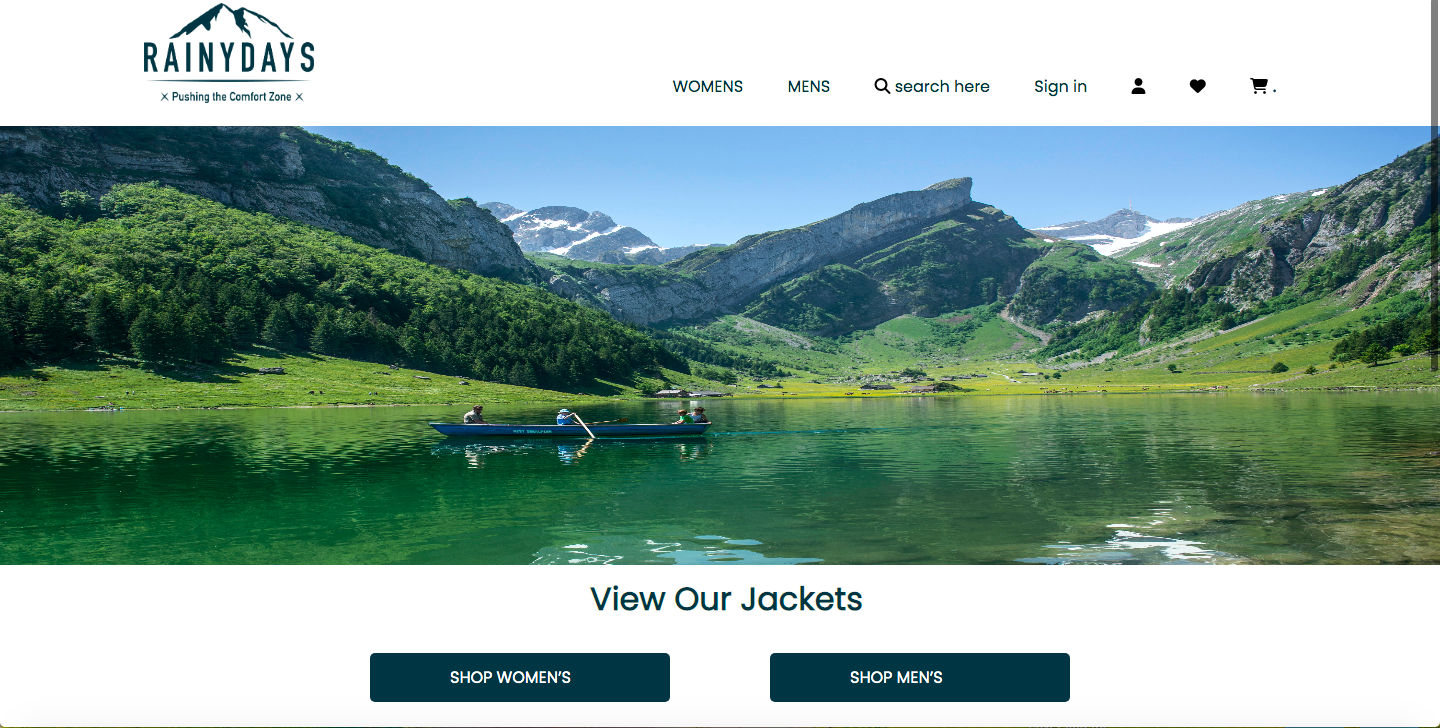 RAINYDAYS
Pushing the Comfort Zone
WOMENS MENS search here Sign in .
View Our Jackets
SHOP WOMEN’S SHOP MEN’S